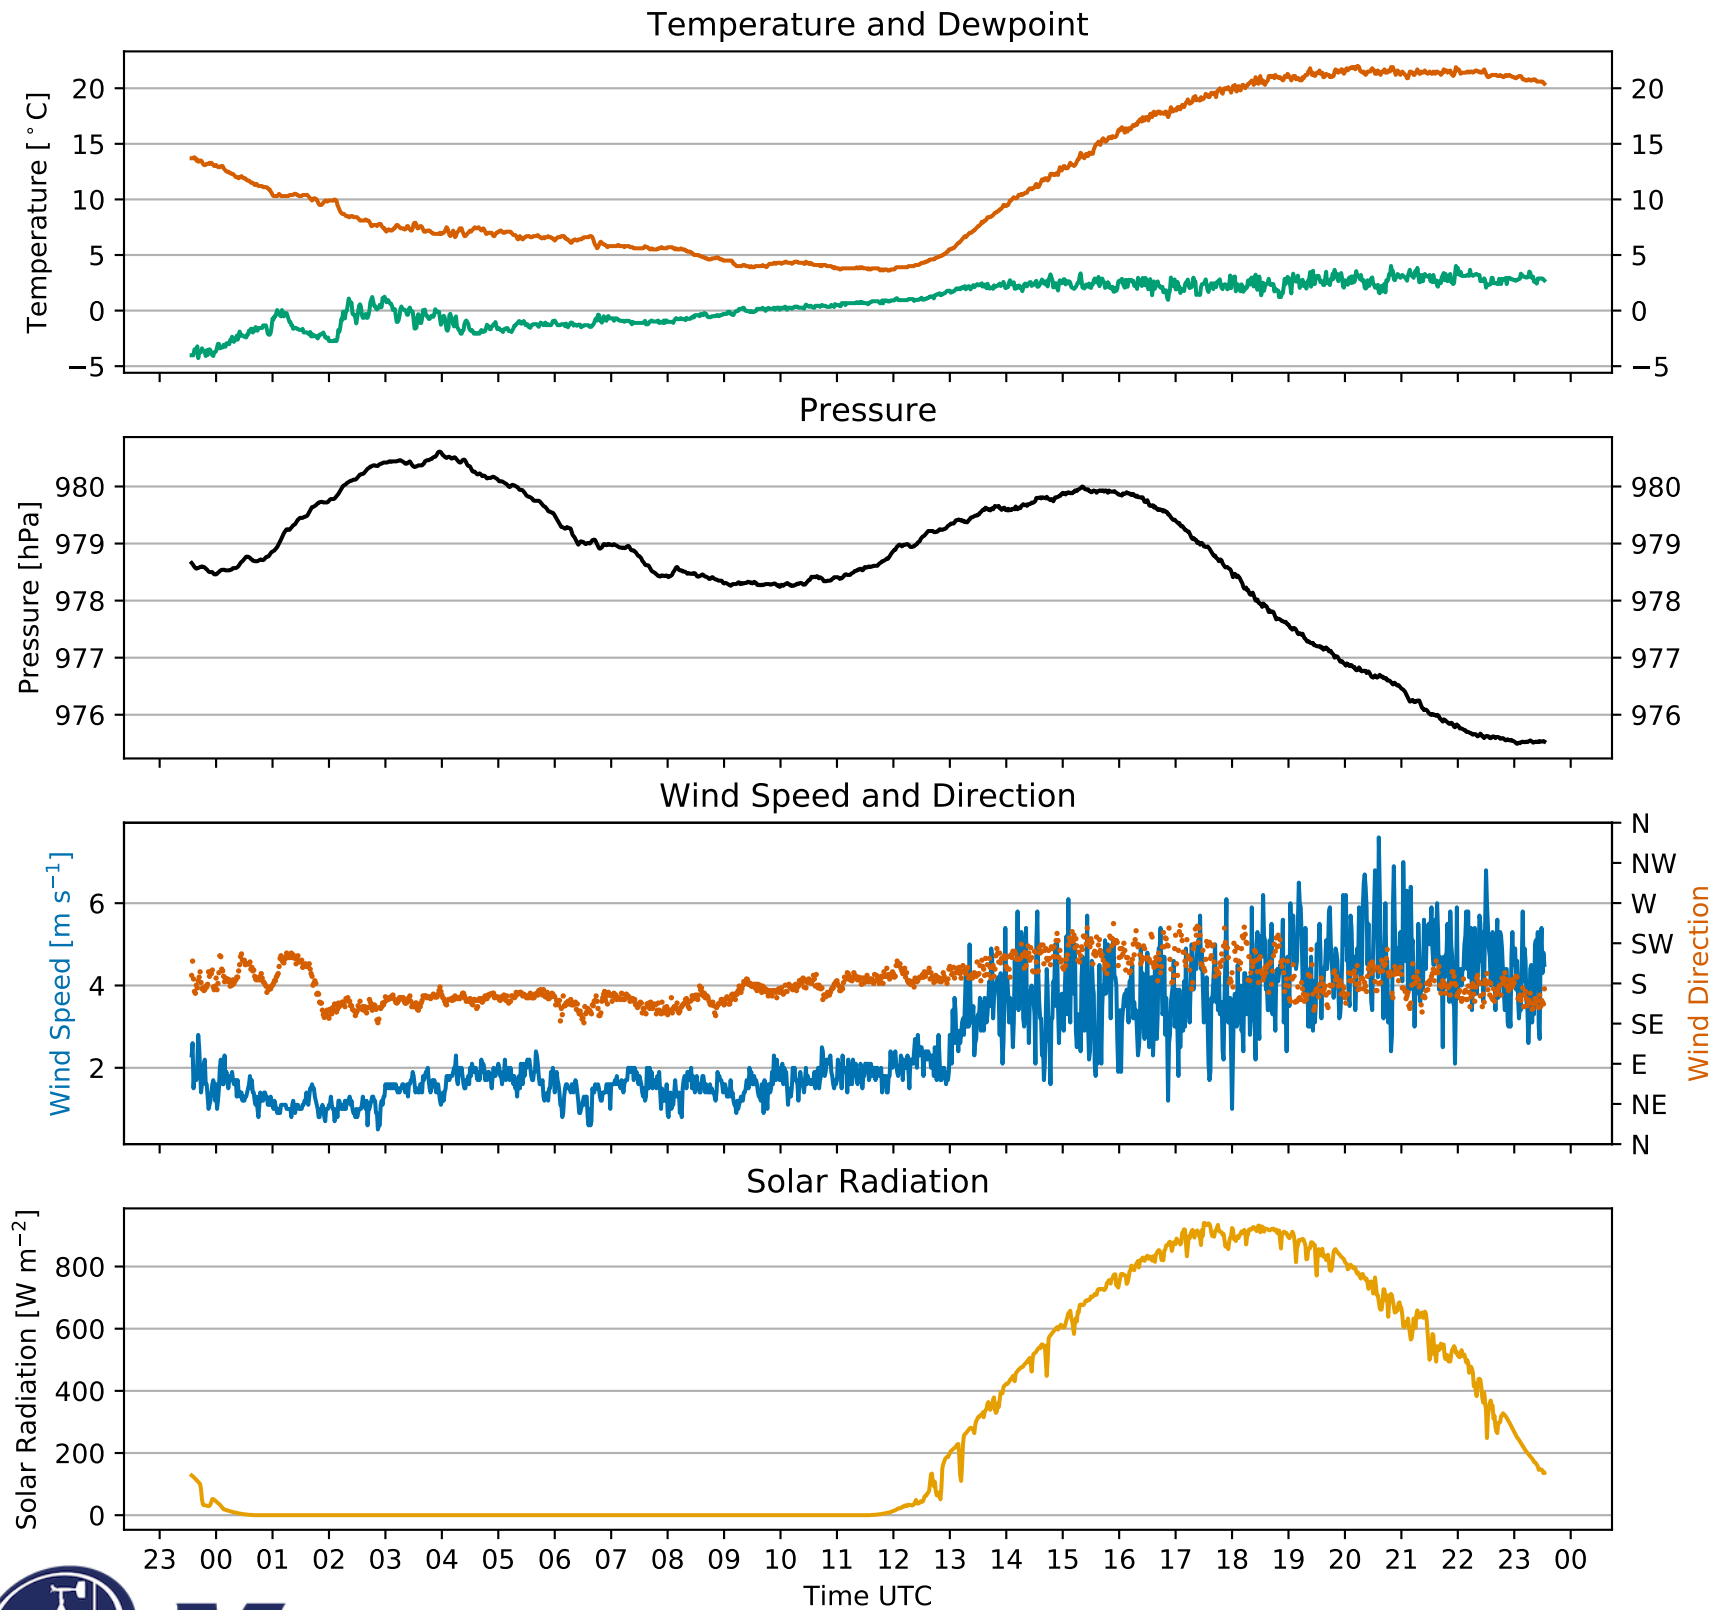 Temperature and Dewpoint
Temperature [°C]
20
15
10
5
0
−5
20
15
10
5
0
−5
Pressure
Pressure [hPa]
980
979
978
977
976
980
979
978
977
976
Wind Speed and Direction
Wind Speed [m s⁻¹]
6
4
2
N
NW
W
SW
S
SE
E
NE
N
Wind Direction
Solar Radiation
Solar Radiation [W m⁻²]
800
600
400
200
0
23 00 01 02 03 04 05 06 07 08 09 10 11 12 13 14 15 16 17 18 19 20 21 22 23 00
Time UTC